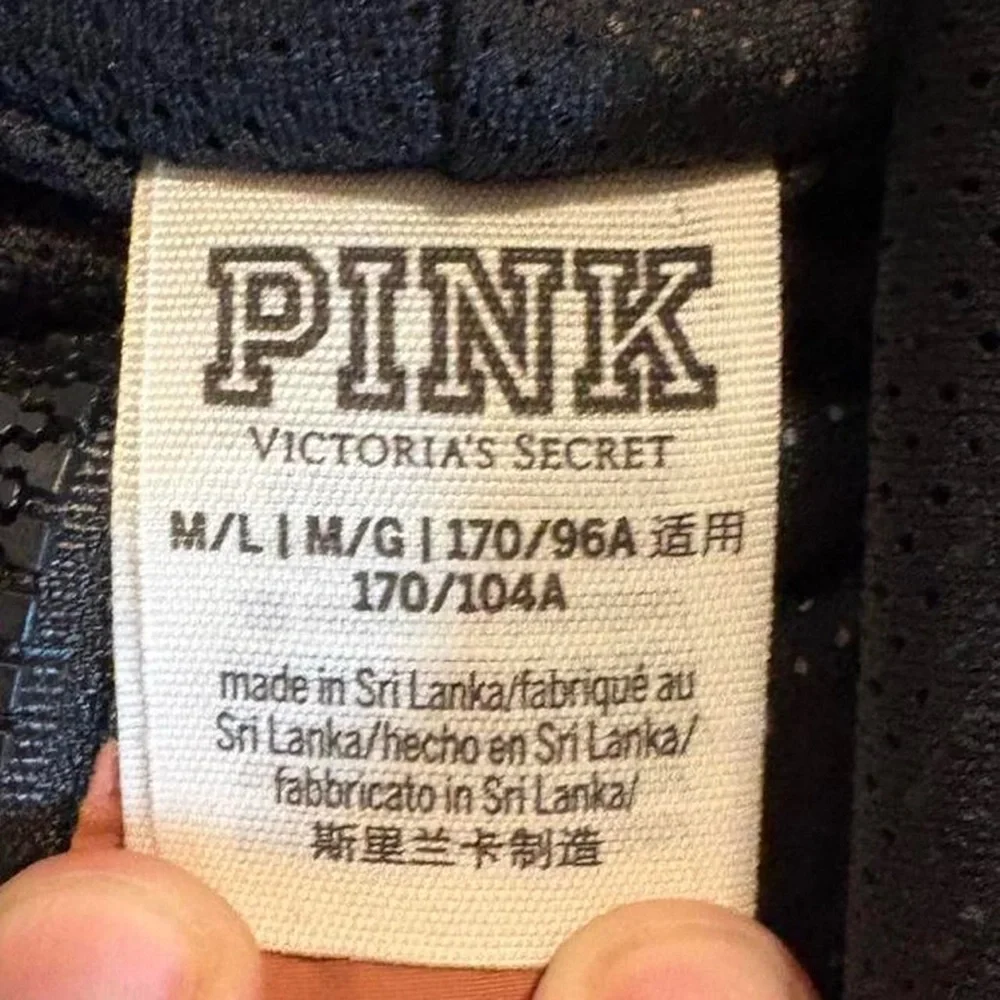 PINK
VICTORIA'S SECRET
M/L | M/G | 170/96A 适用
170/104A
made in Sri Lanka/fabriqué au
Sri Lanka/hecho en Sri Lanka/
fabbricato in Sri Lanka/
斯里兰卡制造